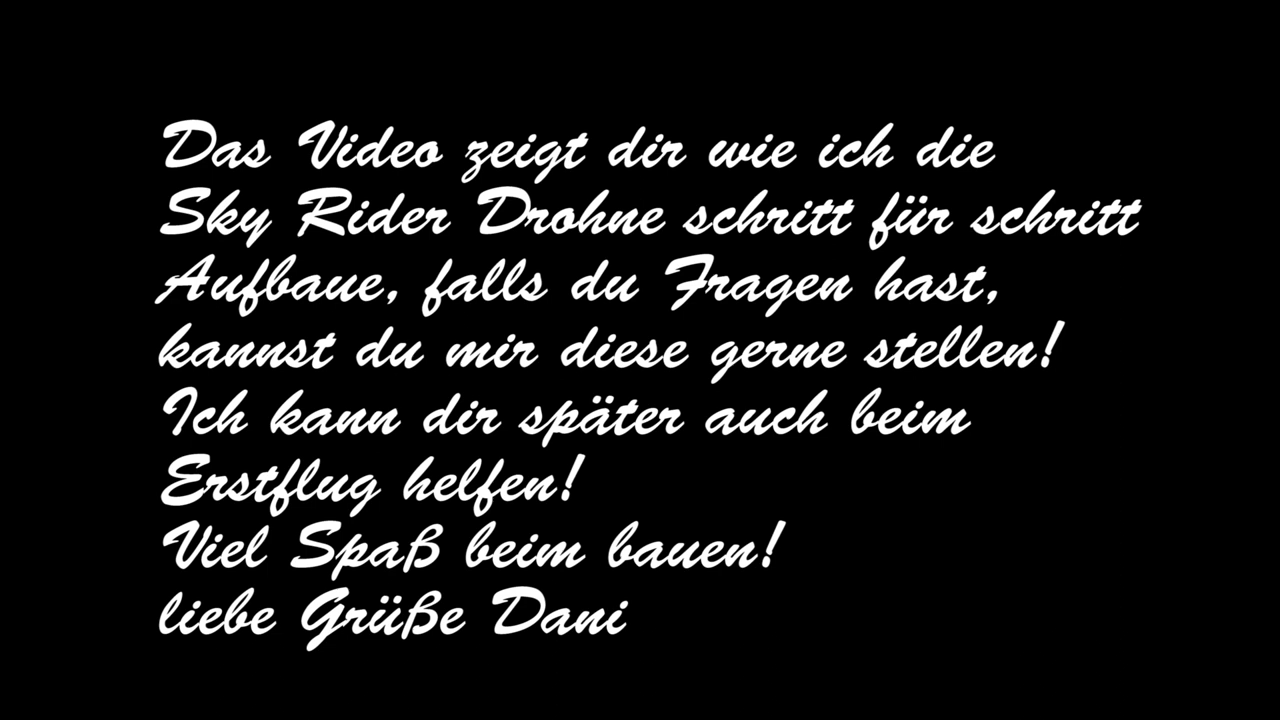 Das Video zeigt dir wie ich die
Sky Rider Drohne schritt für schritt
Aufbaue, falls du Fragen hast,
kannst du mir diese gerne stellen!
Ich kann dir später auch beim
Erstflug helfen!
Viel Spaß beim bauen!
liebe Grüße Dani